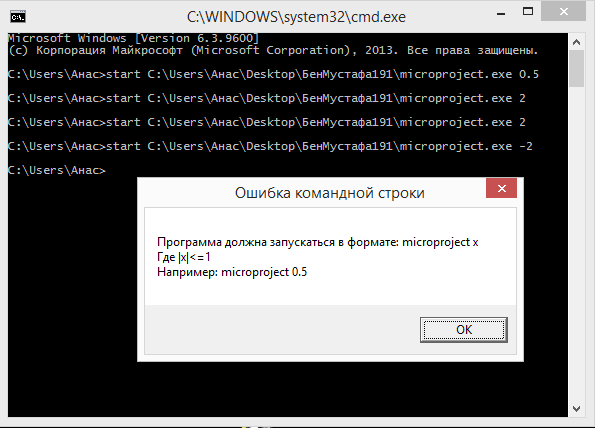 C:\WINDOWS\system32\cmd.exe
Microsoft Windows [Version 6.3.9600]
(c) Корпорация Майкрософт (Microsoft Corporation), 2013. Все права защищены.
C:\Users\Анас>start C:\Users\Анас\Desktop\БенМустафа191\microproject.exe 0.5
C:\Users\Анас>start C:\Users\Анас\Desktop\БенМустафа191\microproject.exe 2
C:\Users\Анас>start C:\Users\Анас\Desktop\БенМустафа191\microproject.exe 2
C:\Users\Анас>start C:\Users\Анас\Desktop\БенМустафа191\microproject.exe -2
C:\Users\Анас>
Ошибка командной строки
Программа должна запускаться в формате: microproject x
Где |x|<=1
Например: microproject 0.5
OK